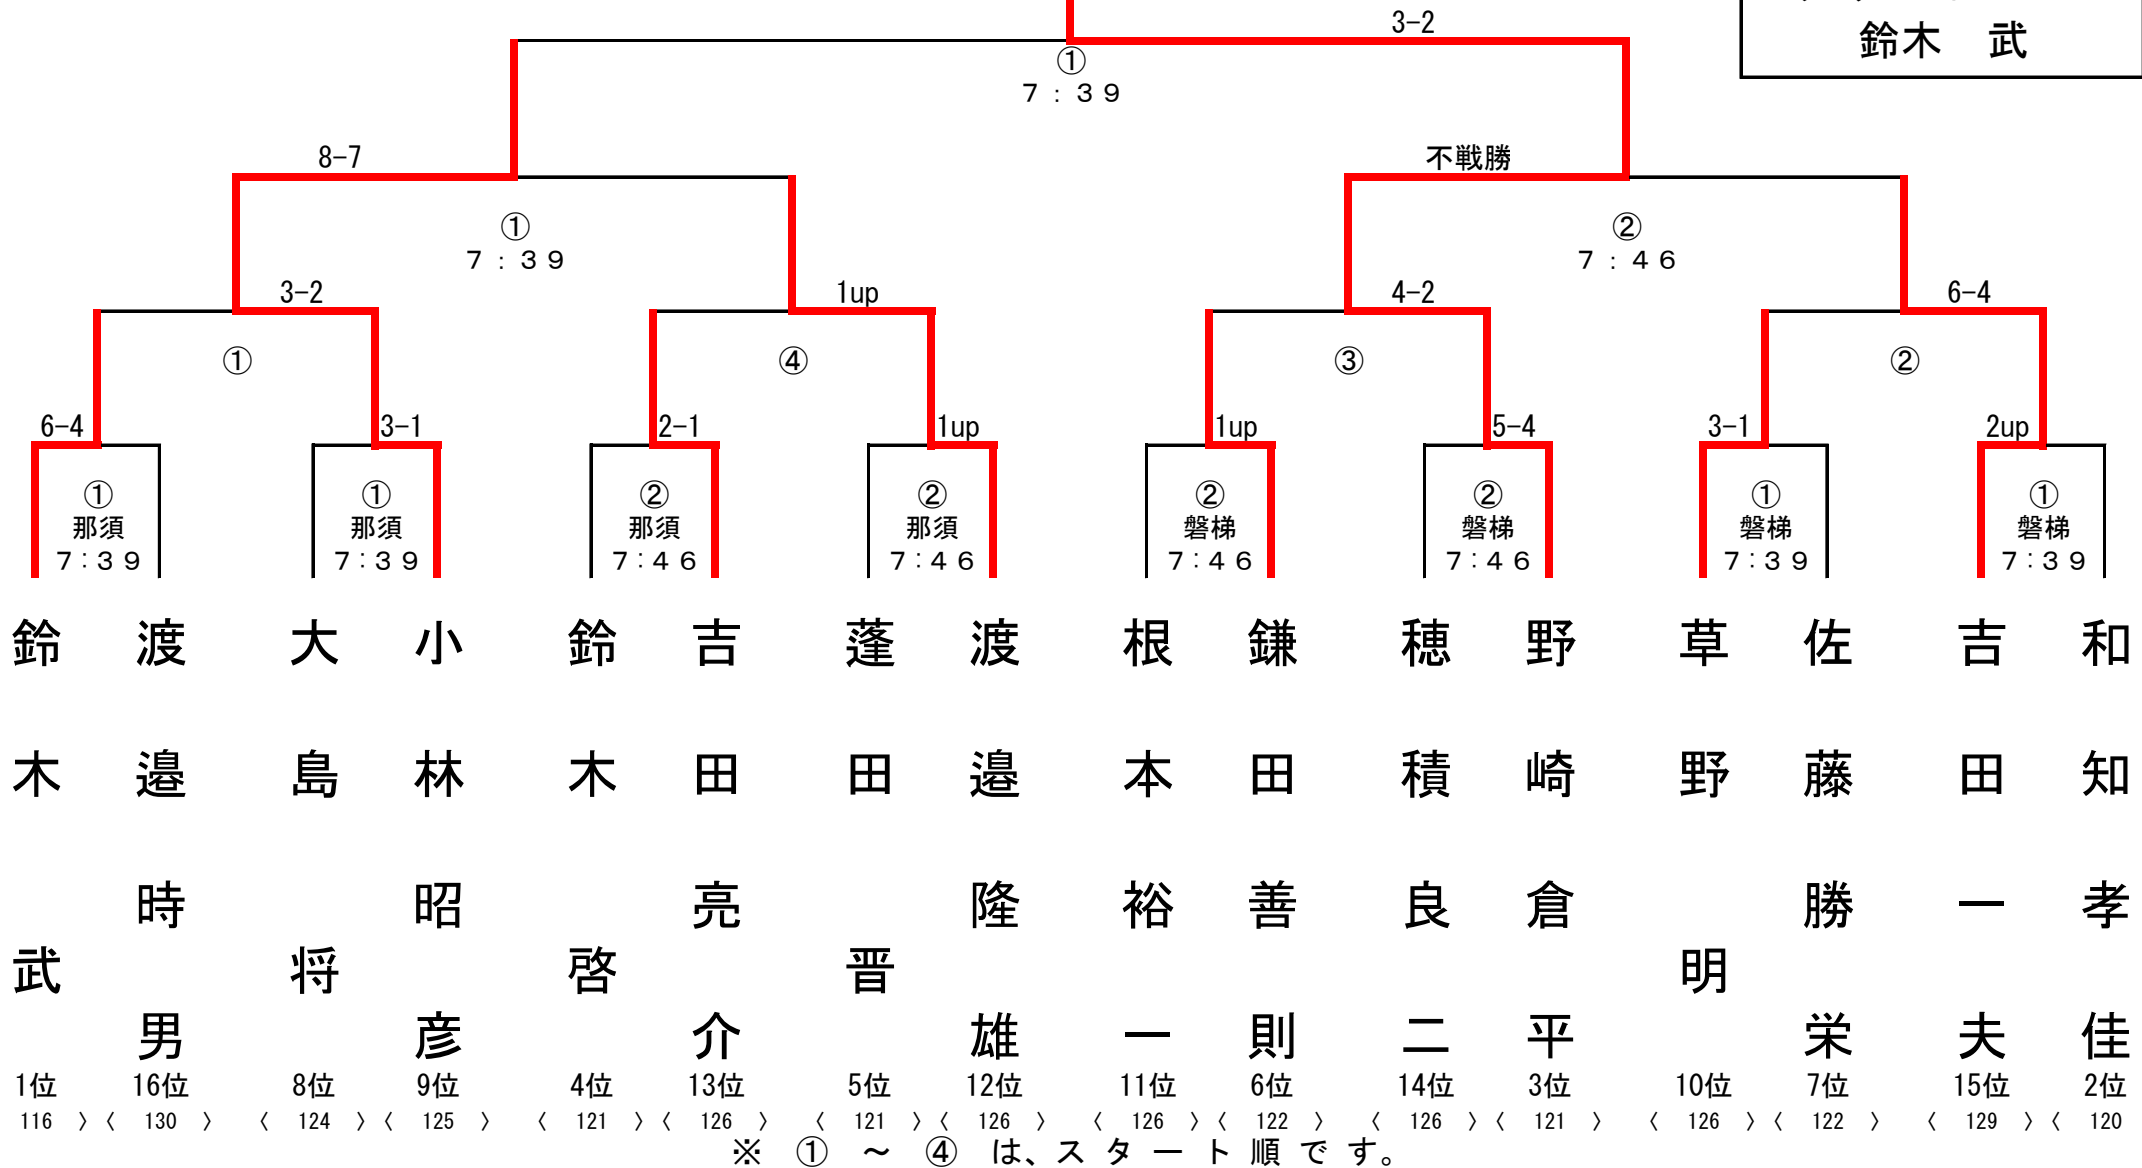 3-2
鈴木　武
①
7：39
8-7
不戦勝
①
7：39
②
7：46
3-2
1up
4-2
6-4
①
④
③
②
6-4
3-1
2-1
1up
1up
5-4
3-1
2up
①
那須
7：39
①
那須
7：39
②
那須
7：46
②
那須
7：46
②
磐梯
7：46
②
磐梯
7：46
①
磐梯
7：39
①
磐梯
7：39
鈴木武
渡邉時男
大島将
小林昭彦
鈴木啓
吉田亮介
蓬田晋
渡邉隆雄
根本裕一
鎌田善則
穂積良二
野崎倉平
草野明
佐藤勝栄
吉田一夫
和知孝佳
1位 16位 8位 9位 4位 13位 5位 12位 11位 6位 14位 3位 10位 7位 15位 2位
116 〉〈 130 〉 〈 124 〉〈 125 〉 〈 121 〉〈 126 〉 〈 121 〉〈 126 〉 〈 126 〉〈 122 〉 〈 126 〉〈 121 〉 〈 126 〉〈 122 〉 〈 129 〉〈 120
※　①　～　④　は、スタート順です。